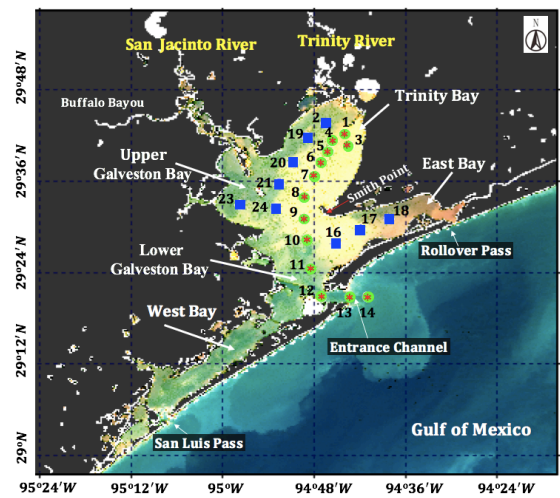 San Jacinto River
Trinity River
N
29°48′N
Buffalo Bayou
Trinity Bay
2
1
4
19
3
5
6
20
29°36′N
Upper
Galveston Bay
7
Smith Point
East Bay
21
8
23
24
9
17
18
16
10
Rollover Pass
Lower
Galveston Bay
29°24′N
11
12
West Bay
13
14
Entrance Channel
29°12′N
Gulf of Mexico
San Luis Pass
29°N
95°24′W
95°12′W
95°W
94°48′W
94°36′W
94°24′W